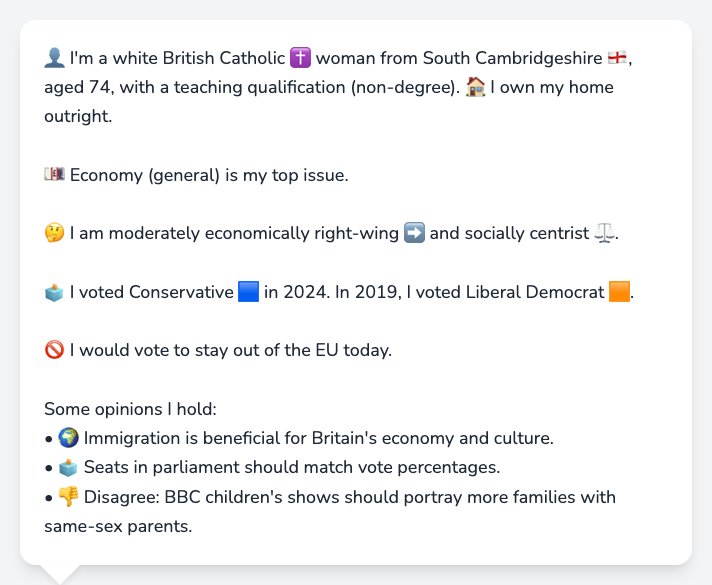 👤 I'm a white British Catholic ✝️ woman from South Cambridgeshire 🏴󠁧󠁢󠁥󠁮󠁧󠁿,
aged 74, with a teaching qualification (non-degree). 🏠 I own my home
outright.
💷 Economy (general) is my top issue.
🤔 I am moderately economically right-wing ➡️ and socially centrist ⚖️.
🗳️ I voted Conservative 🟦 in 2024. In 2019, I voted Liberal Democrat 🟧.
🚫 I would vote to stay out of the EU today.
Some opinions I hold:
• 🌍 Immigration is beneficial for Britain's economy and culture.
• 🗳️ Seats in parliament should match vote percentages.
• 👎 Disagree: BBC children's shows should portray more families with
same-sex parents.